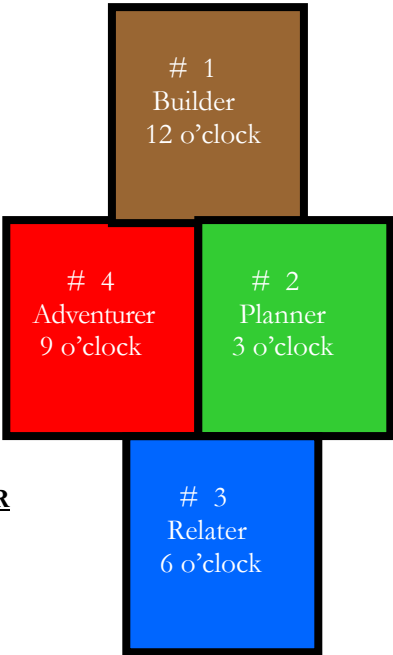 # 1
Builder
12 o’clock
# 4
Adventurer
9 o’clock
# 2
Planner
3 o’clock
R
# 3
Relater
6 o’clock